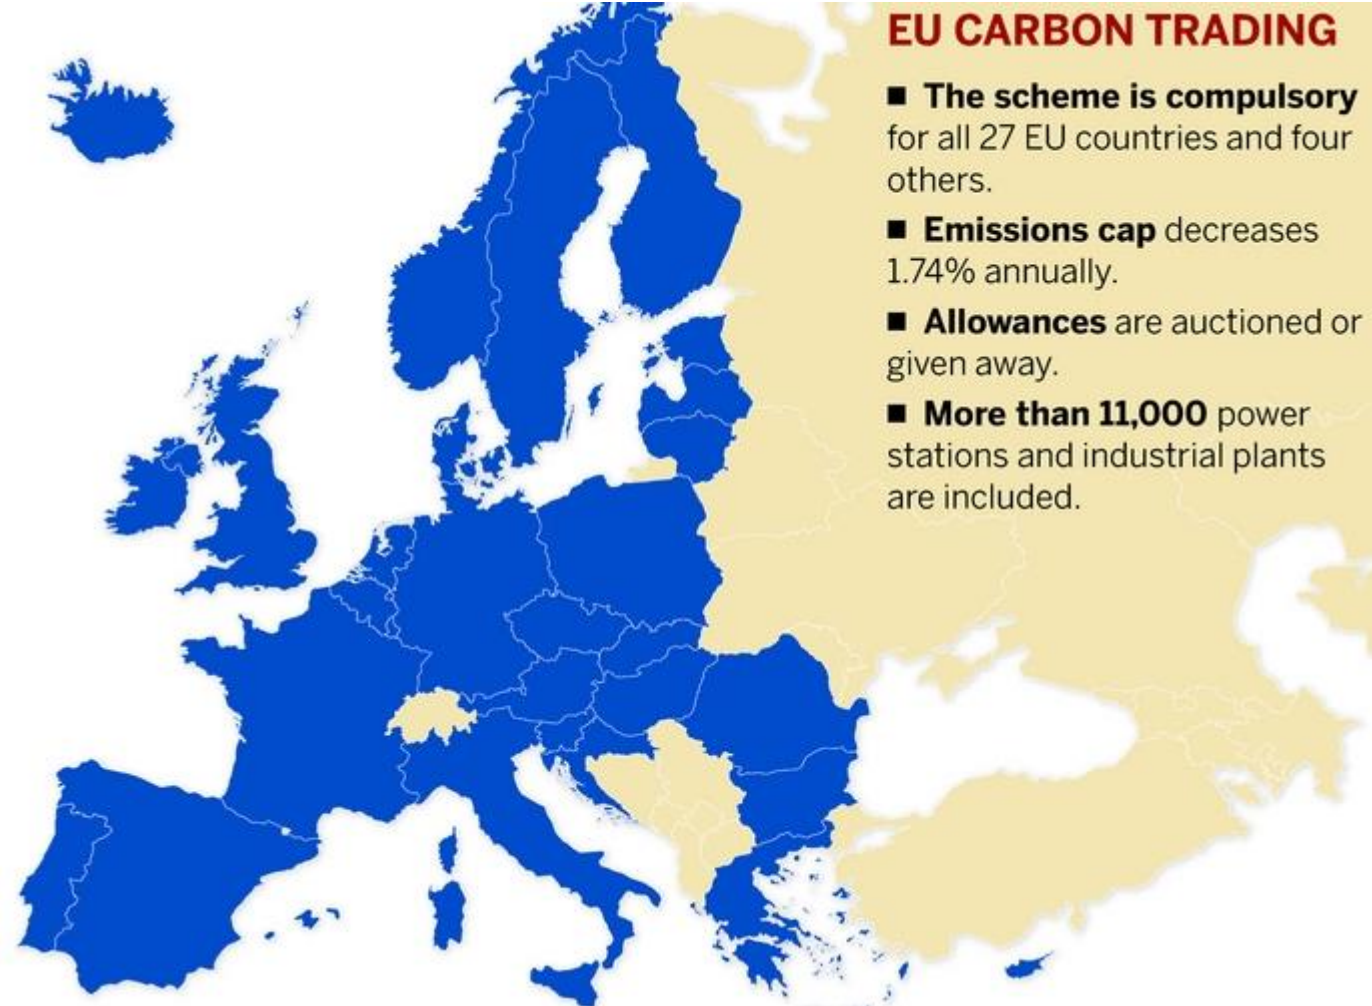 EU CARBON TRADING
■ The scheme is compulsory
for all 27 EU countries and four
others.
■ Emissions cap decreases
1.74% annually.
■ Allowances are auctioned or
given away.
■ More than 11,000 power
stations and industrial plants
are included.